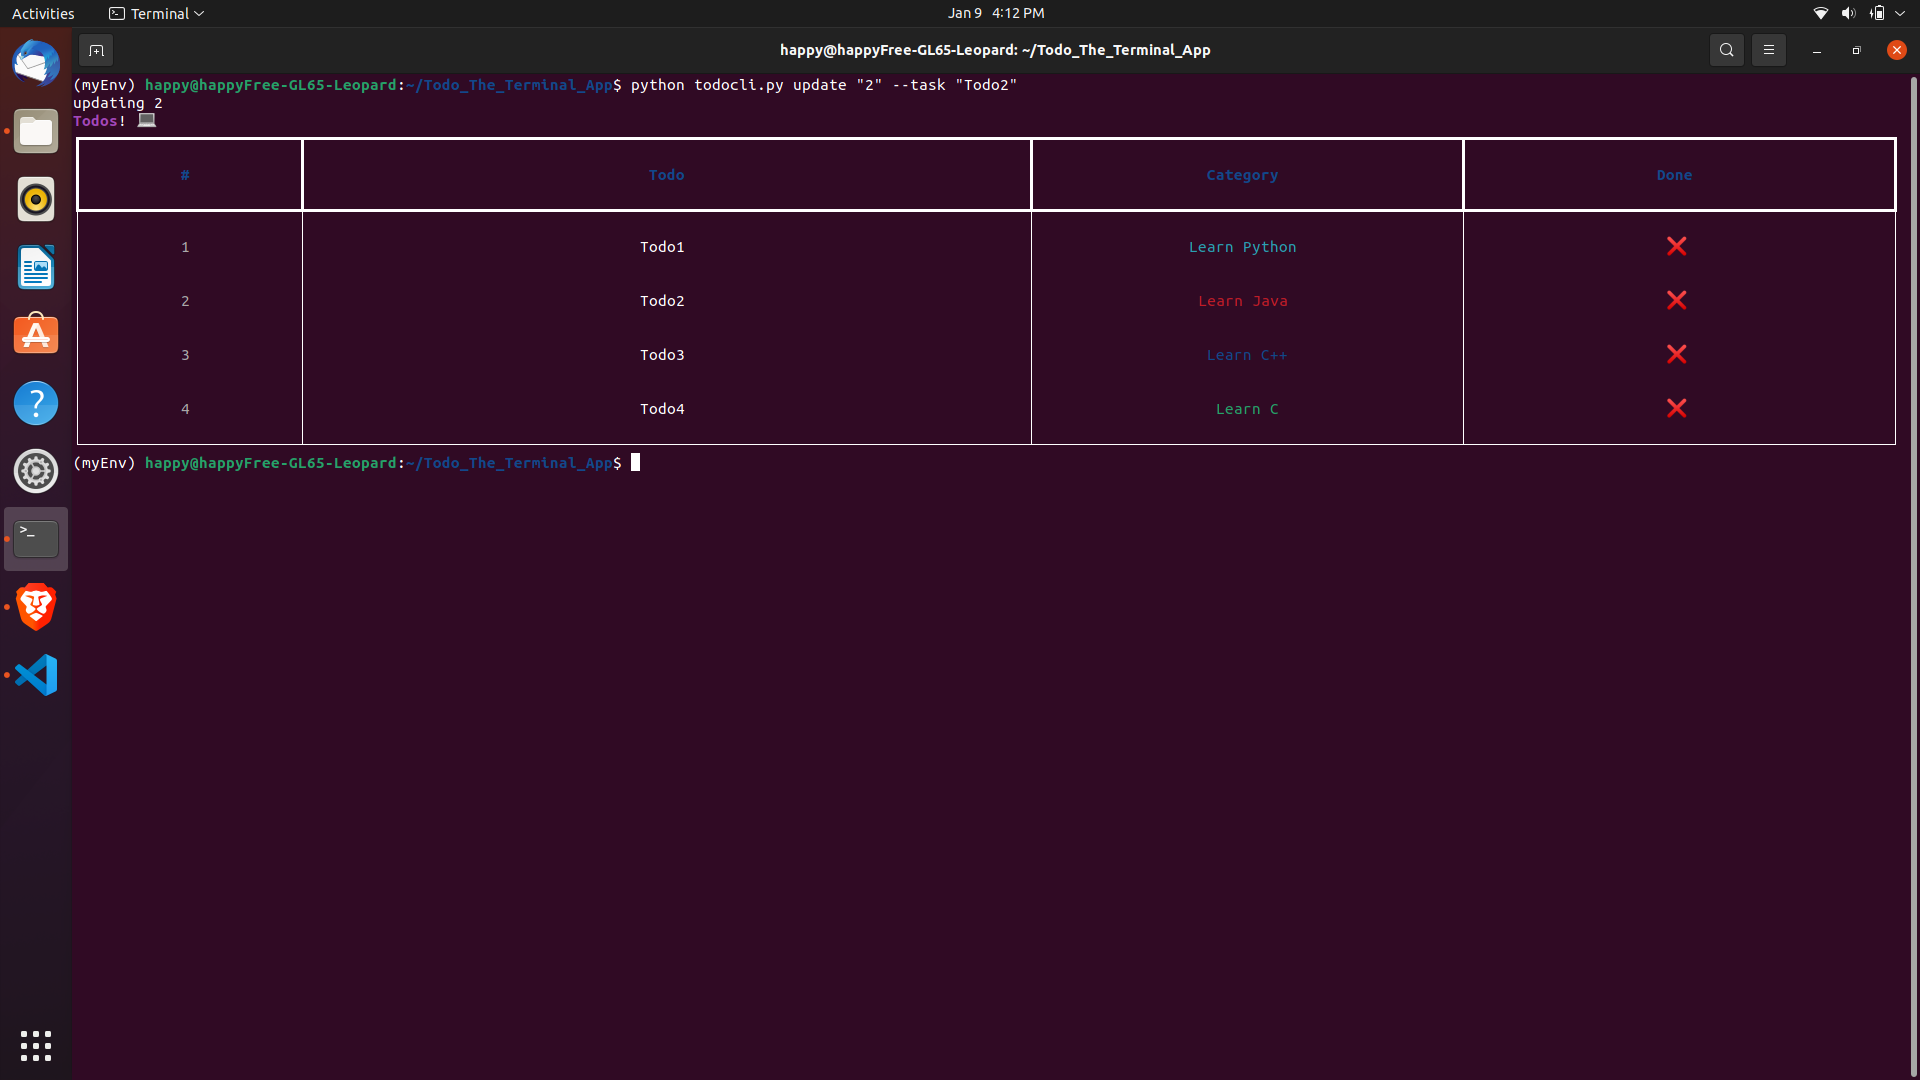 Activities Terminal Jan 9 4:12 PM
happy@happyFree-GL65-Leopard: ~/Todo_The_Terminal_App
(myEnv) happy@happyFree-GL65-Leopard:~/Todo_The_Terminal_App$ python todocli.py update "2" --task "Todo2"
updating 2
Todos! 💻
# Todo Category Done
1 Todo1 Learn Python ❌
2 Todo2 Learn Java ❌
3 Todo3 Learn C++ ❌
4 Todo4 Learn C ❌
(myEnv) happy@happyFree-GL65-Leopard:~/Todo_The_Terminal_App$